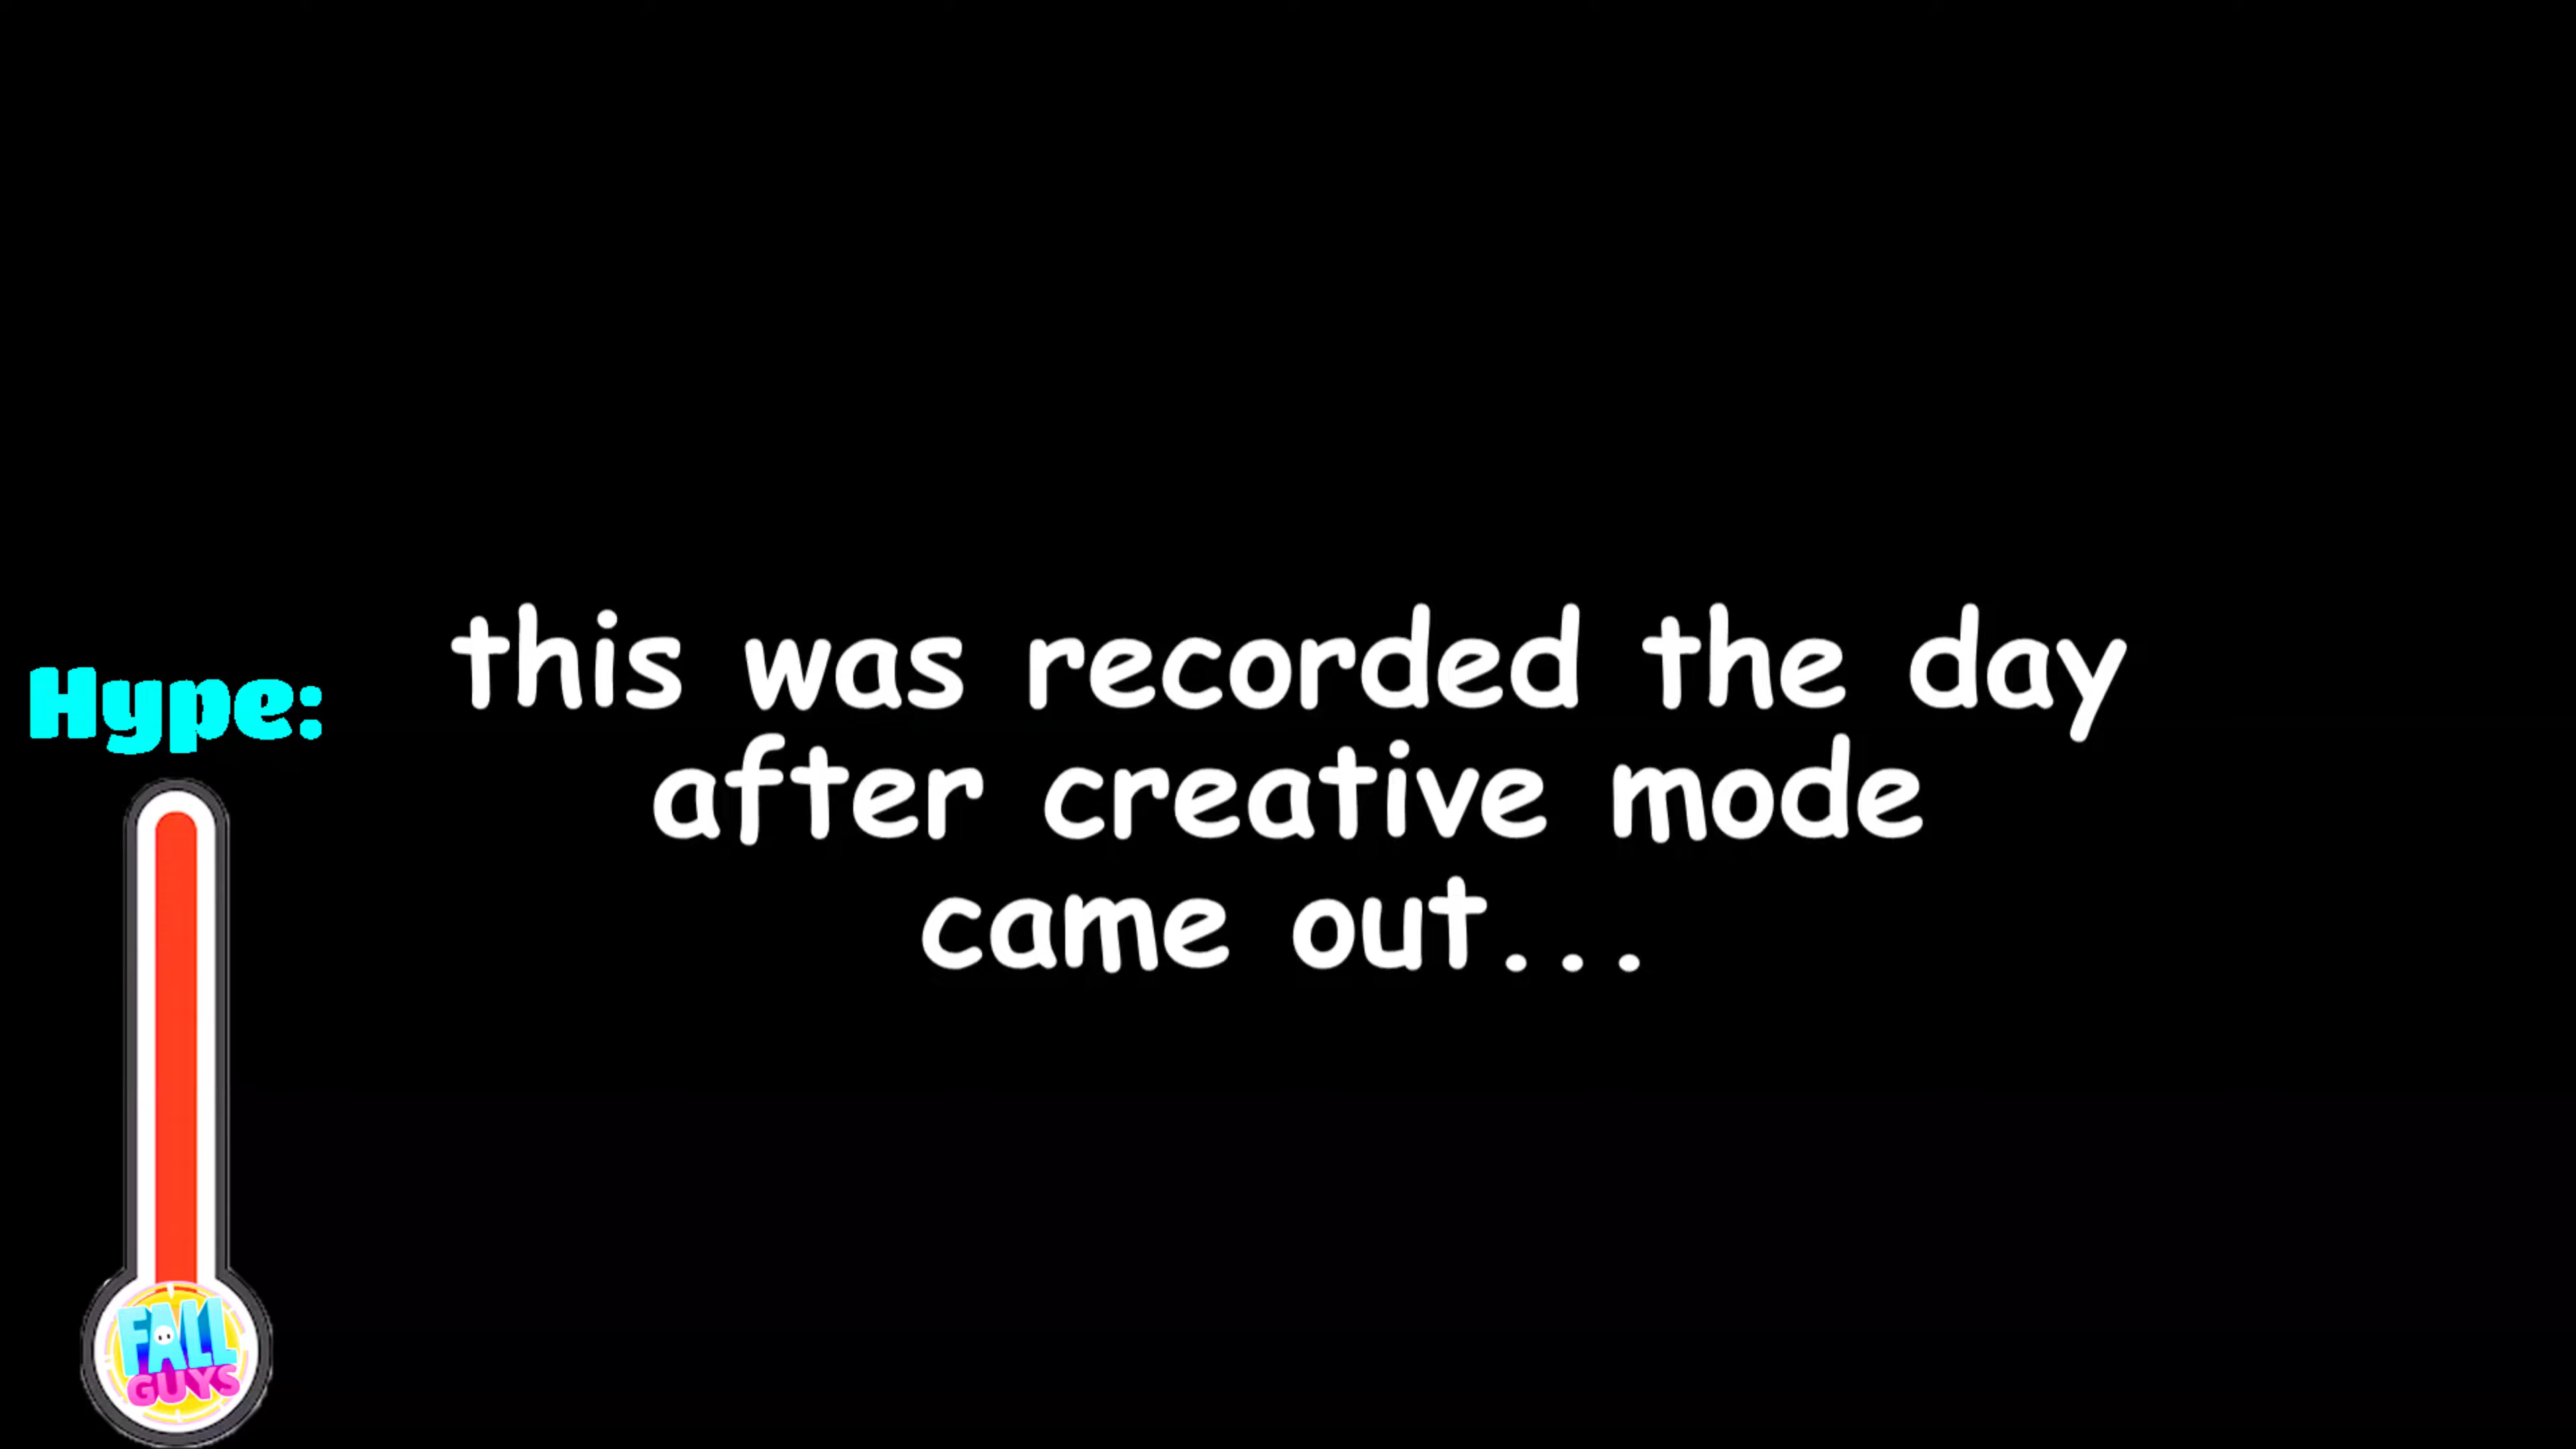 this was recorded the day
Hype:
after creative mode
came out...
FALL
GUYS